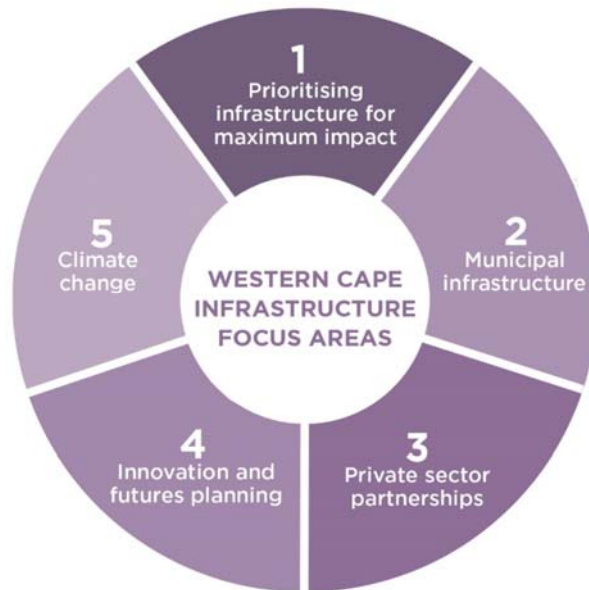 1
Prioritising
infrastructure for
maximum impact
2
Municipal
infrastructure
3
Private sector
partnerships
4
Innovation and
futures planning
5
Climate
change
WESTERN CAPE
INFRASTRUCTURE
FOCUS AREAS